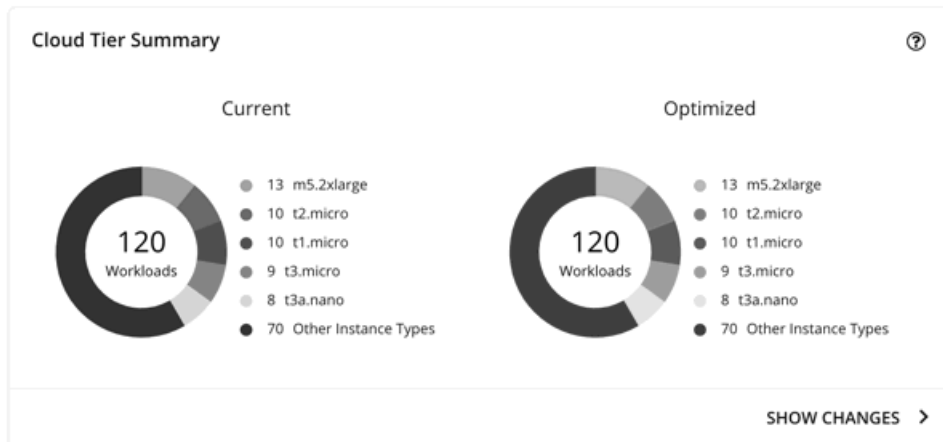 Cloud Tier Summary
Current
120
Workloads
13 m5.2xlarge
10 t2.micro
10 t1.micro
9 t3.micro
8 t3a.nano
70 Other Instance Types
Optimized
120
Workloads
13 m5.2xlarge
10 t2.micro
10 t1.micro
9 t3.micro
8 t3a.nano
70 Other Instance Types
SHOW CHANGES